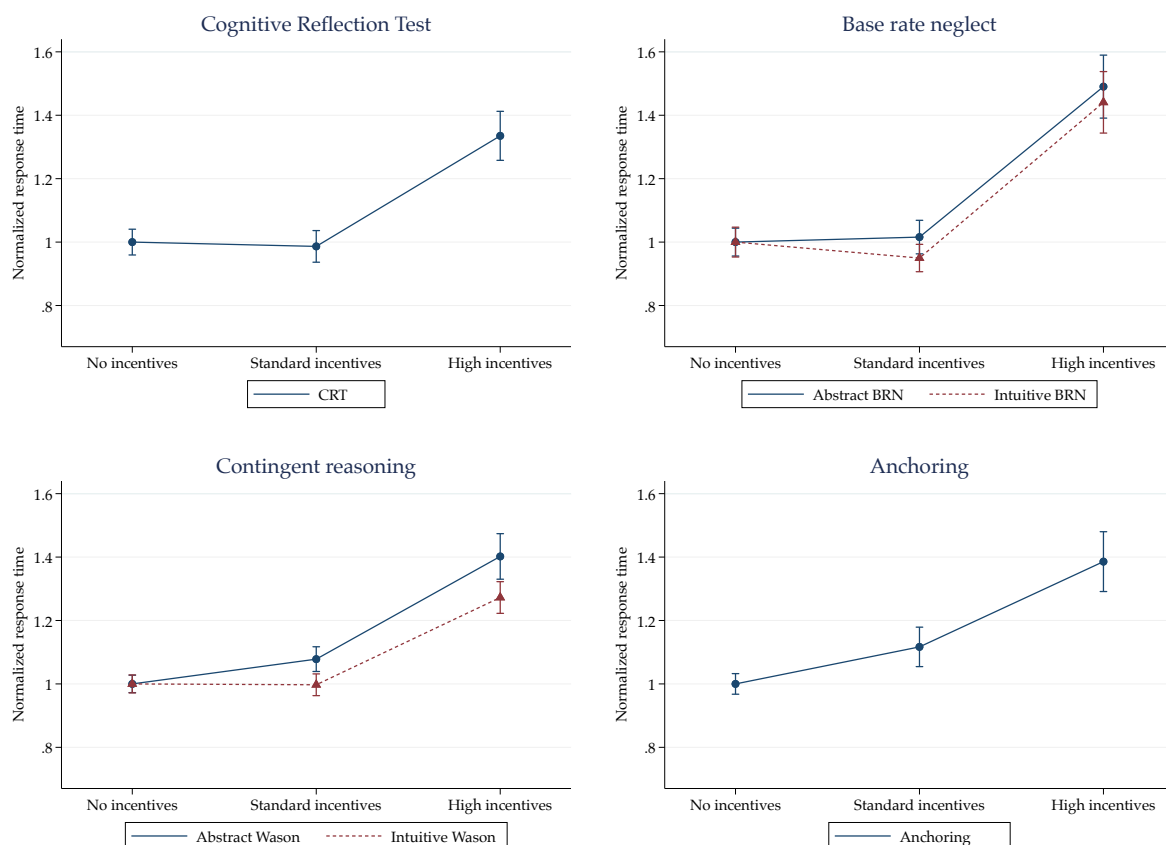 Cognitive Reflection Test
Normalized response time
1.6
1.4
1.2
1
.8
No incentives Standard incentives High incentives
CRT
Base rate neglect
Normalized response time
1.6
1.4
1.2
1
.8
No incentives Standard incentives High incentives
Abstract BRN Intuitive BRN
Contingent reasoning
Normalized response time
1.6
1.4
1.2
1
.8
No incentives Standard incentives High incentives
Abstract Wason Intuitive Wason
Anchoring
Normalized response time
1.6
1.4
1.2
1
.8
No incentives Standard incentives High incentives
Anchoring